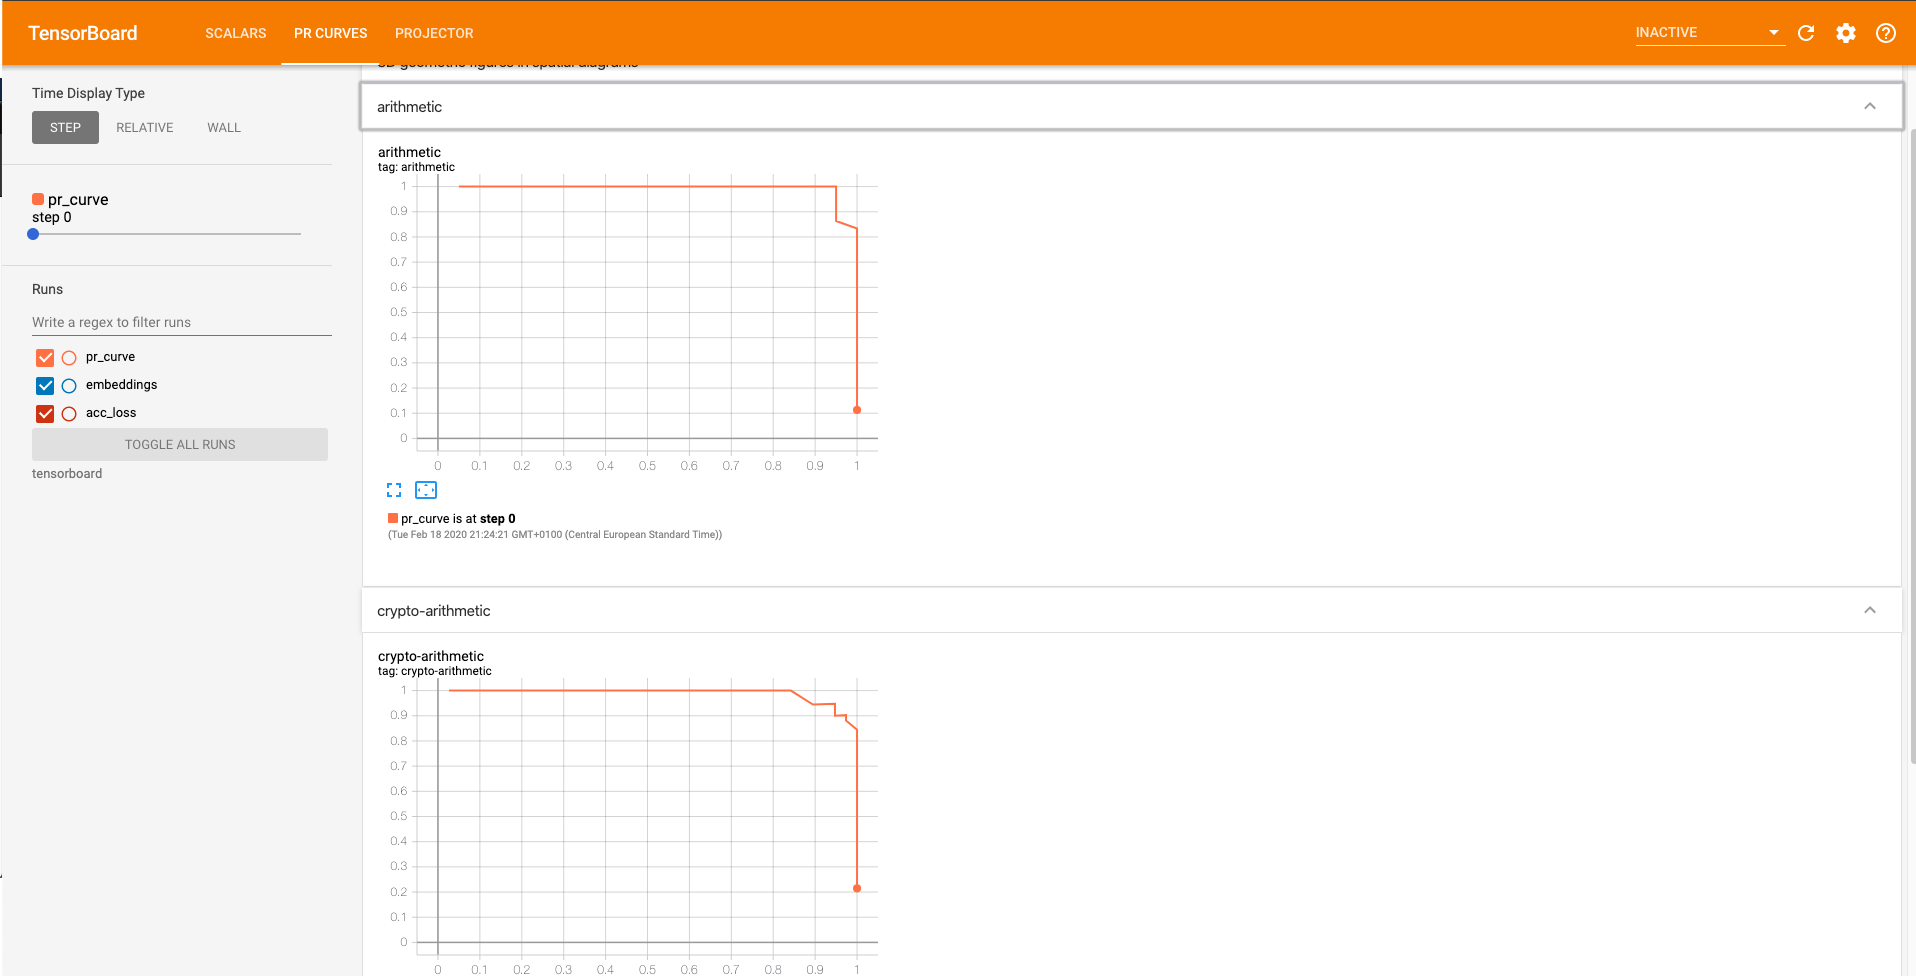 TensorBoard
SCALARS PR CURVES PROJECTOR
INACTIVE
Time Display Type
STEP RELATIVE WALL
pr_curve
step 0
Runs
Write a regex to filter runs
pr_curve
embeddings
acc_loss
TOGGLE ALL RUNS
tensorboard
3D geometric figures in spatial diagrams
arithmetic
arithmetic
tag: arithmetic
1
0.9
0.8
0.7
0.6
0.5
0.4
0.3
0.2
0.1
0
0 0.1 0.2 0.3 0.4 0.5 0.6 0.7 0.8 0.9 1
pr_curve is at step 0
(Tue Feb 18 2020 21:24:21 GMT+0100 (Central European Standard Time))
crypto-arithmetic
crypto-arithmetic
tag: crypto-arithmetic
1
0.9
0.8
0.7
0.6
0.5
0.4
0.3
0.2
0.1
0
0 0.1 0.2 0.3 0.4 0.5 0.6 0.7 0.8 0.9 1